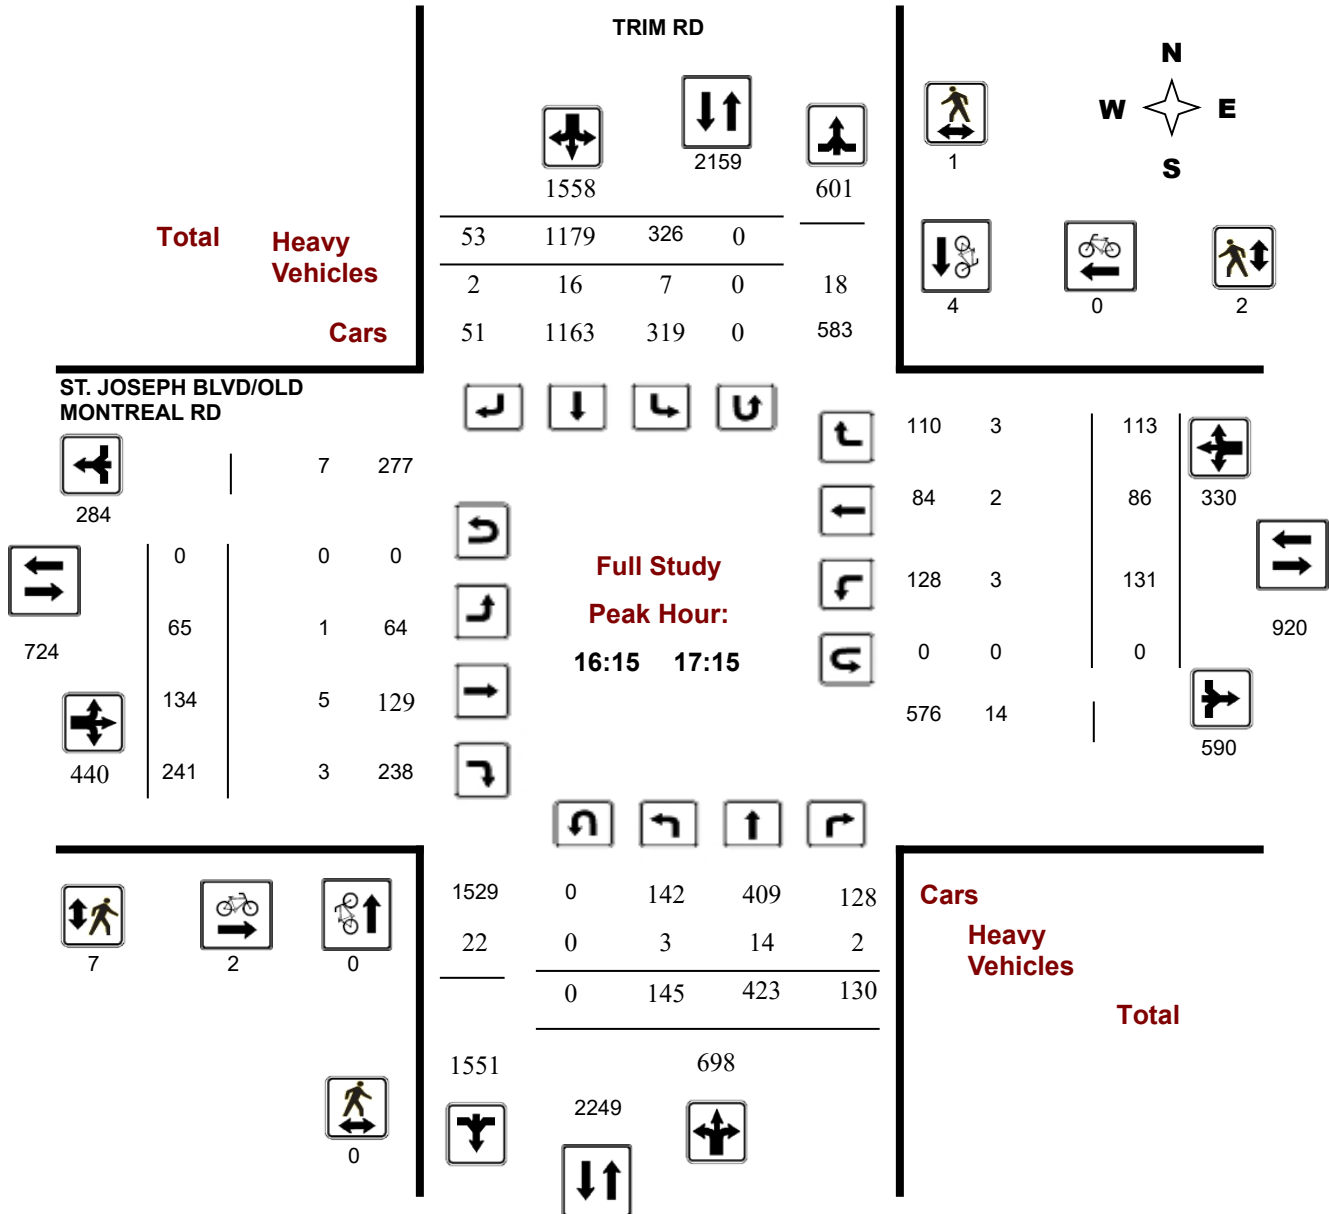 TRIM RD
N
W E
S
1558 2159 601 1
Total Heavy
Vehicles
53 1179 326 0
2 16 7 0 18
4 0 2
Cars 51 1163 319 0 583
ST. JOSEPH BLVD/OLD
MONTREAL RD
110 3 113
7 277
284
84 2 86 330
0 0 0
Full Study
128 3 131
Peak Hour:
65 1 64
920
724
16:15 17:15
0 0 0
134 5 129
576 14
590
440 241 3 238
1529 0 142 409 128
Cars
22 0 3 14 2
Heavy
Vehicles
7 2 0
0 145 423 130
Total
1551 698
2249
0